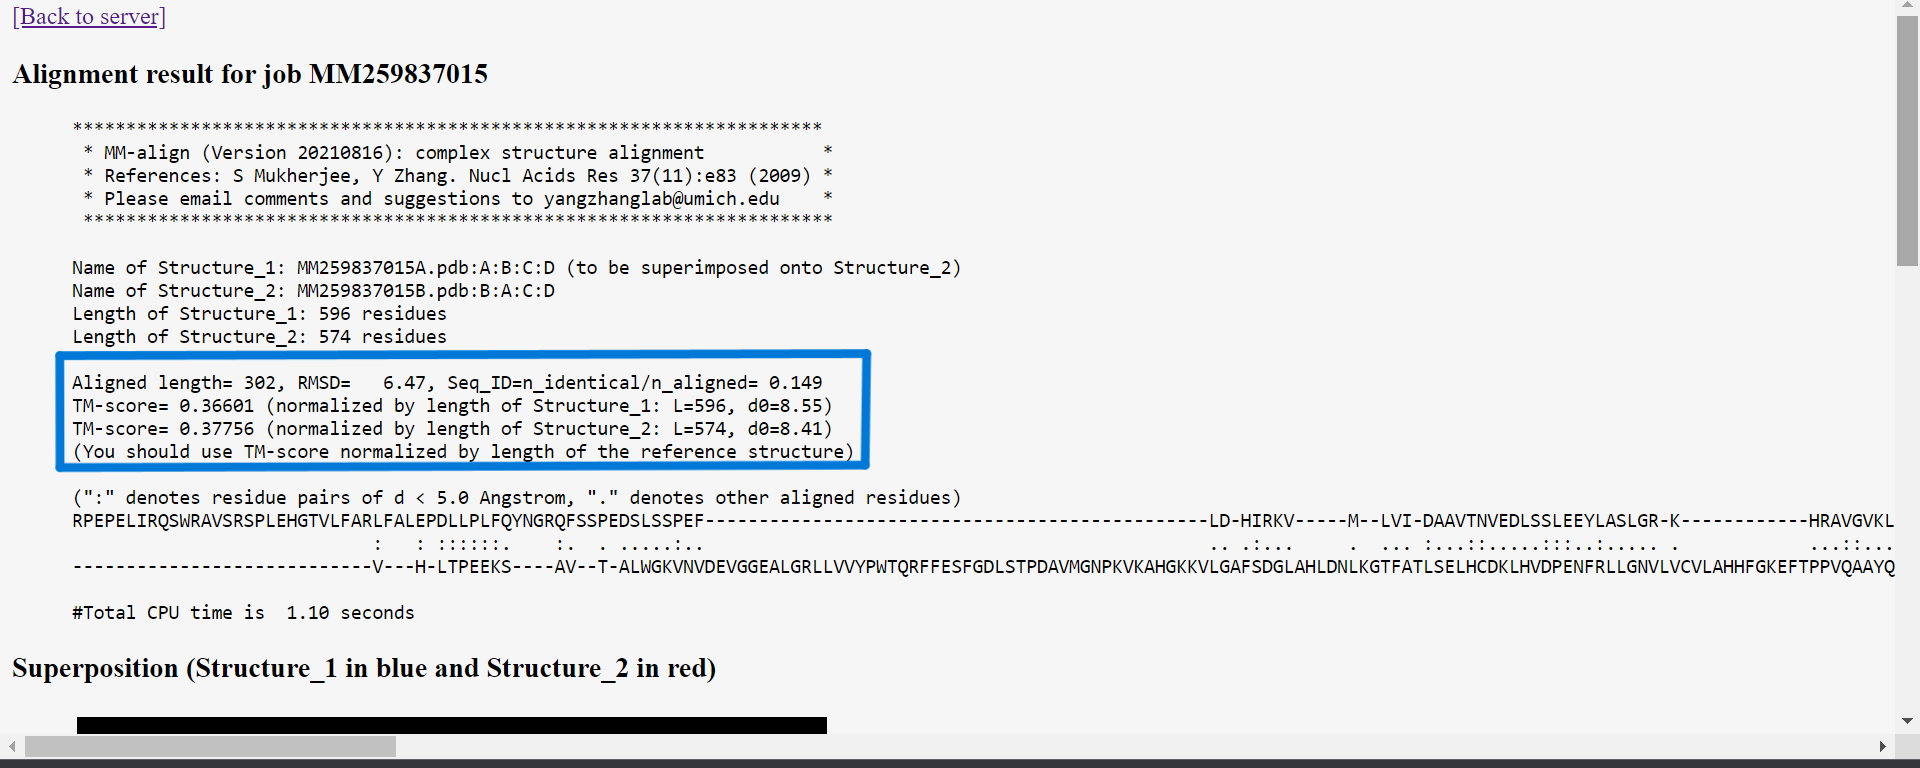 [Back to server]
Alignment result for job MM259837015
**********************************************************************
* MM-align (Version 20210816): complex structure alignment *
* References: S Mukherjee, Y Zhang. Nucl Acids Res 37(11):e83 (2009) *
* Please email comments and suggestions to yangzhanglab@umich.edu *
**********************************************************************
Name of Structure_1: MM259837015A.pdb:A:B:C:D (to be superimposed onto Structure_2)
Name of Structure_2: MM259837015B.pdb:B:A:C:D
Length of Structure_1: 596 residues
Length of Structure_2: 574 residues
Aligned length= 302, RMSD= 6.47, Seq_ID=n_identical/n_aligned= 0.149
TM-score= 0.36601 (normalized by length of Structure_1: L=596, d0=8.55)
TM-score= 0.37756 (normalized by length of Structure_2: L=574, d0=8.41)
(You should use TM-score normalized by length of the reference structure)
(":" denotes residue pairs of d < 5.0 Angstrom, "." denotes other aligned residues)
RPEPELIRQSWRAVSRSPLEHGTVLFARLFALEPDLLPLFQYNGRQFSSPEDSLSSPEF-----------------------------------------------LD-HIRKV-----M--LVI-DAAVTNVEDLSSLEEYLASLGR-K------------HRAVGVKL
:   : ::::::.    :.  . .....:..                                               .. .:...     .  ... :...::.....:::..:..... .            ...::...
----------------------------V---H-LTPEEKS----AV--T-ALWGKVNVDEVGGEALGRLLVVYPWTQRFFESFGDLSTPDAVMGNPKVKAHGKKVLGAFSDGLAHLDNLKGTFATLSELHCDKLHVDPENFRLLGNVLVCVLAHHFGKEFTPPVQAAYQ
#Total CPU time is 1.10 seconds
Superposition (Structure_1 in blue and Structure_2 in red)